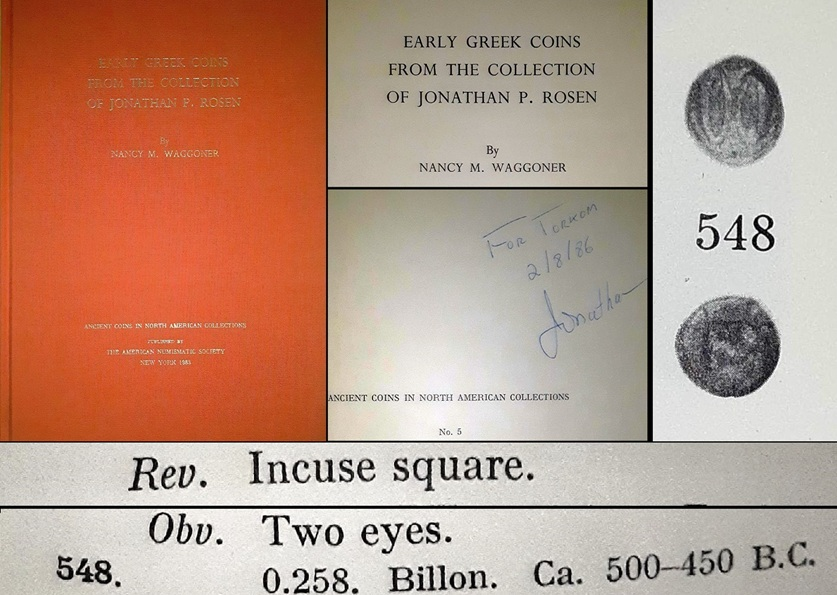 EARLY GREEK COINS
FROM THE COLLECTION
OF JONATHAN P. ROSEN
By
NANCY M. WAGGONER
ANCIENT COINS IN NORTH AMERICAN COLLECTIONS
PUBLISHED BY
THE AMERICAN NUMISMATIC SOCIETY
NEW YORK 1983
EARLY GREEK COINS
FROM THE COLLECTION
OF JONATHAN P. ROSEN
By
NANCY M. WAGGONER
FOR TORKOM
2/8/86
Jonathan
ANCIENT COINS IN NORTH AMERICAN COLLECTIONS
No. 5
548
Rev. Incuse square.
Obv. Two eyes.
548. 0.258. Billon. Ca. 500–450 B.C.